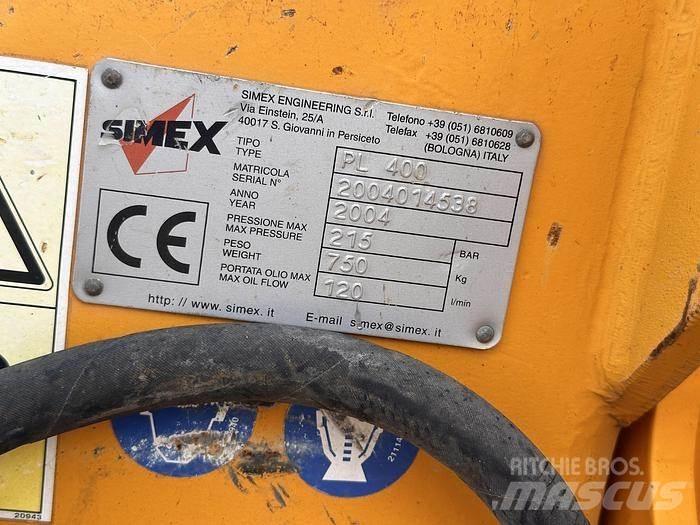 SIMEX
SIMEX ENGINEERING S.r.l.
Via Einstein, 25/A
40017 S. Giovanni in Persiceto
Telefono +39 (051) 6810609
Telefax +39 (051) 6810628
(BOLOGNA) ITALY
TIPO
TYPE
PL 400
MATRICOLA
SERIAL N°
2004014538
ANNO
YEAR
2004
PRESSIONE MAX
MAX PRESSURE
215
BAR
PESO
WEIGHT
750
Kg
PORTATA OLIO MAX
MAX OIL FLOW
120
l/min
CE
http: // www. simex. it
E-mail simex@simex. it
20943
RITCHIE BROS.
MASCUS